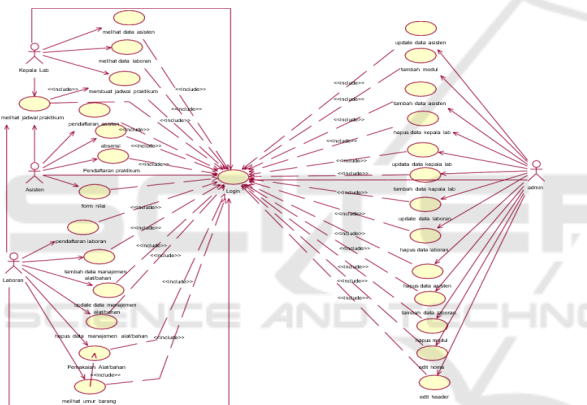 melihat data asisten
melihat data laboran
Kepala Lab
<<include>>
<<include>>
membuat jadwal praktikum
melihat jadwal praktikum
<<include>>
pendaftaran asisten
<<include>>
<<include>>
absensi
Asisten
Pendaftaran praktikum
<<include>>
form nilai
<<include>>
<<include>>
pendaftaran laboran
<<include>>
Laboran
tambah data manajemen
alat/bahan
<<include>>
update data manajemen
alat/bahan
hapus data manajemen alat/bahan
<<include>>
Pemakaian Alat/bahan
<<include>>
melihat umur barang
Login
update data asisten
tambah modul
<<include>>
<<include>>
tambah data asisten
<<include>>
hapus data kepala lab
<<include>>
<<include>>
update data kepala lab
<<include>>
admin
tambah data kepala lab
<<include>>
update data laboran
<<include>>
<<include>>
hapus data laboran
<<include>>
<<include>>
hapus data asisten
<<include>>
<<include>>
tambah data laboran
hapus modul
edit home
edit header
SCIENCE AND TECHNO